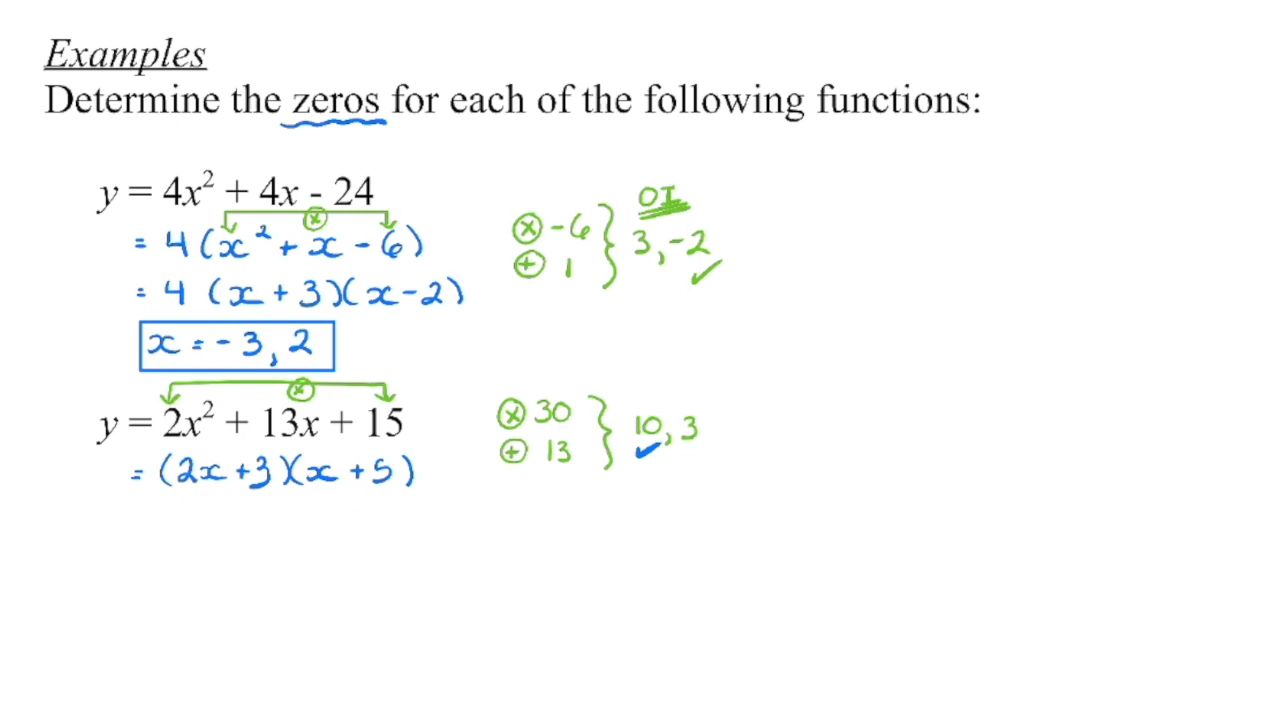 Examples
Determine the zeros for each of the following functions:
y = 4x² + 4x - 24
= 4(x² + x - 6)
⊗ -6
⊕ 1
OI
3, -2 ✓
= 4 (x + 3)(x - 2)
x = -3, 2
⊗
y = 2x² + 13x + 15
⊗ 30
⊕ 13
10, 3
= (2x + 3)(x + 5)